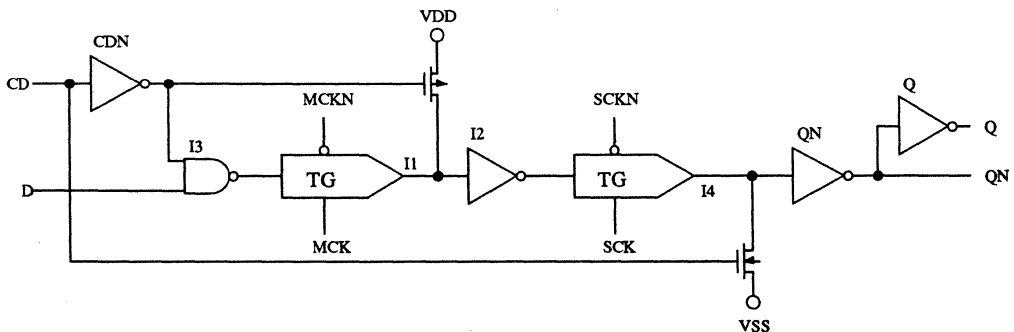 VDD
CDN
Q
CD
MCKN
SCKN
I2
QN
Q
I3
I1
TG
TG
I4
D
QN
MCK
SCK
VSS